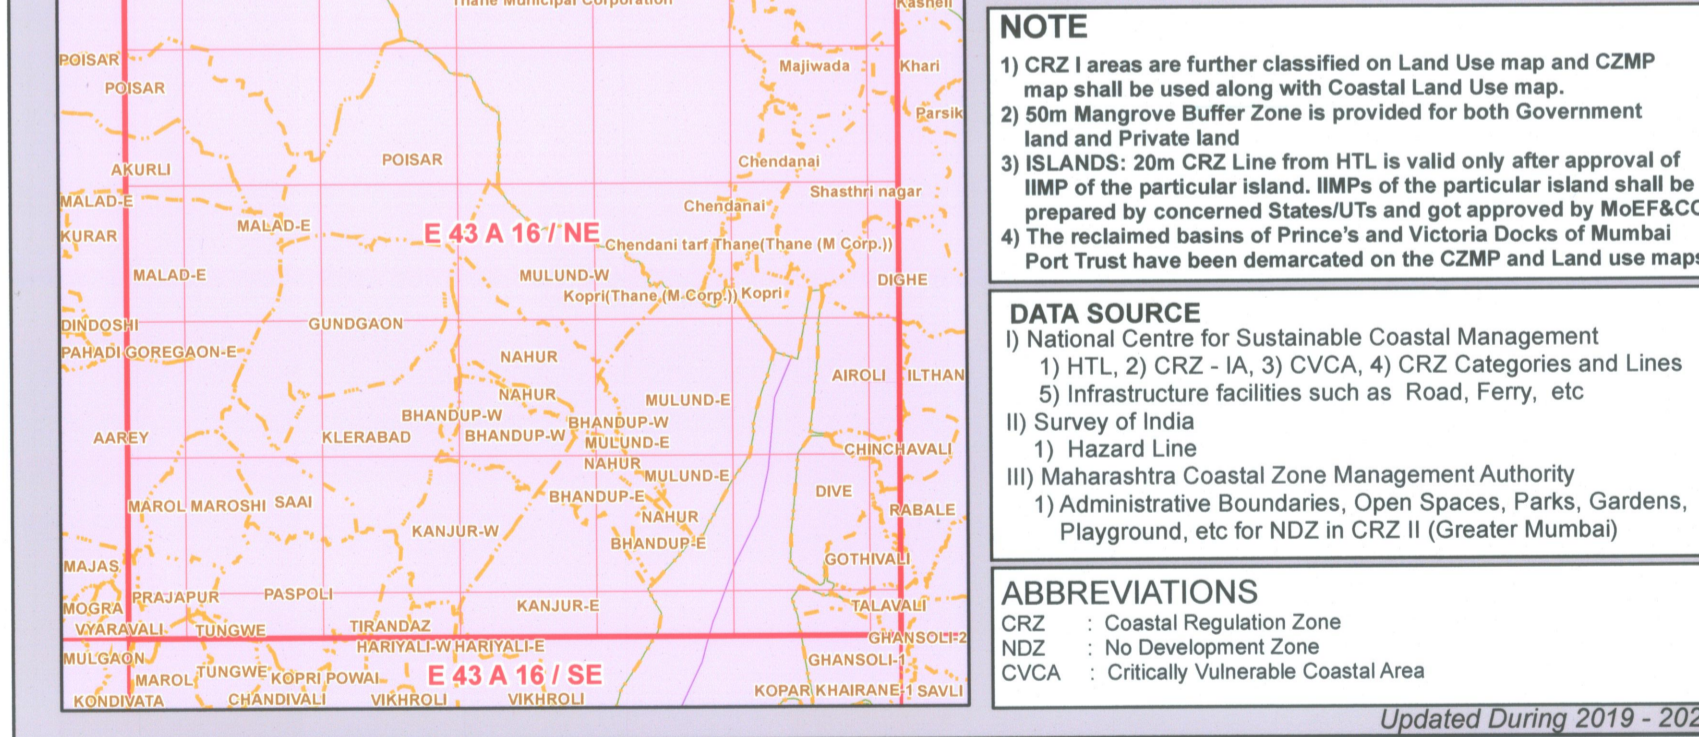 Thane Municipal Corporation
Kasheli
POISAR
Majiwada
Khari
POISAR
Parsik
POISAR
Chendanai
AKURLI
Shasthri nagar
MALAD-E
Chendanai
MALAD-E
KURAR
E 43 A 16 / NE
Chendani tarf Thane(Thane (M Corp.))
MALAD-E
MULUND-W
DIGHE
Kopri(Thane (M Corp.)) Kopri
DINDOSHI
GUNDGAON
PAHADI GOREGAON-E
NAHUR
AIROLI
ILTHAN
NAHUR
MULUND-E
BHANDUP-W
BHANDUP-W
AAREY
KLERABAD
BHANDUP-W
MULUND-E
CHINCHAVALI
NAHUR
MULUND-E
DIVE
BHANDUP-E
MAROL MAROSHI
SAAI
RABALE
NAHUR
KANJUR-W
BHANDUP-E
GOTHIVALI
MAJAS
PRAJAPUR
PASPOLI
MOGRA
KANJUR-E
TALAVALI
VYARAVALI
TUNGWE
TIRANDAZ
GHANSOLI-2
HARIYALI-W HARIYALI-E
MULGAON
GHANSOLI-1
TUNGWE
MAROL
KOPRI POWAI
E 43 A 16 / SE
KOPAR KHAIRANE-1 SAVLI
KONDIVATA
CHANDIVALI
VIKHROLI
VIKHROLI
NOTE
1) CRZ I areas are further classified on Land Use map and CZMP
map shall be used along with Coastal Land Use map.
2) 50m Mangrove Buffer Zone is provided for both Government
land and Private land
3) ISLANDS: 20m CRZ Line from HTL is valid only after approval of
IIMP of the particular island. IIMPs of the particular island shall be
prepared by concerned States/UTs and got approved by MoEF&CC
4) The reclaimed basins of Prince's and Victoria Docks of Mumbai
Port Trust have been demarcated on the CZMP and Land use maps
DATA SOURCE
I) National Centre for Sustainable Coastal Management
1) HTL, 2) CRZ - IA, 3) CVCA, 4) CRZ Categories and Lines
5) Infrastructure facilities such as Road, Ferry, etc
II) Survey of India
1) Hazard Line
III) Maharashtra Coastal Zone Management Authority
1) Administrative Boundaries, Open Spaces, Parks, Gardens,
Playground, etc for NDZ in CRZ II (Greater Mumbai)
ABBREVIATIONS
CRZ : Coastal Regulation Zone
NDZ : No Development Zone
CVCA : Critically Vulnerable Coastal Area
Updated During 2019 - 202